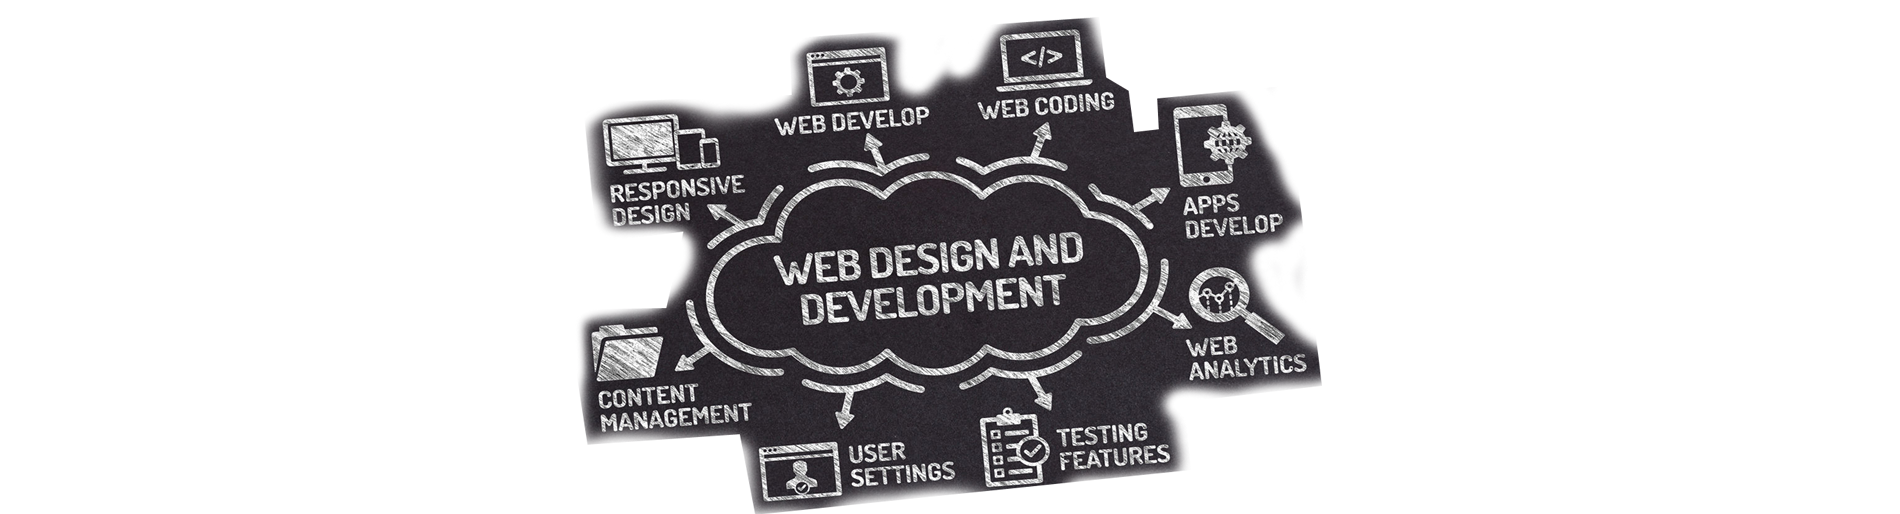 WEB DEVELOP
</>
WEB CODING
RESPONSIVE
DESIGN
APPS
DEVELOP
WEB DESIGN AND
DEVELOPMENT
WEB
ANALYTICS
CONTENT
MANAGEMENT
USER
SETTINGS
TESTING
FEATURES